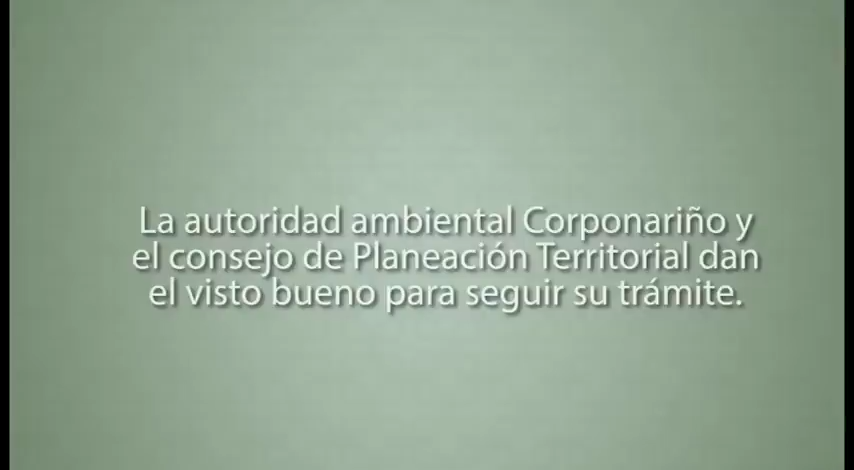 La autoridad ambiental Corponariño y
el consejo de Planeación Territorial dan
el visto bueno para seguir su trámite.